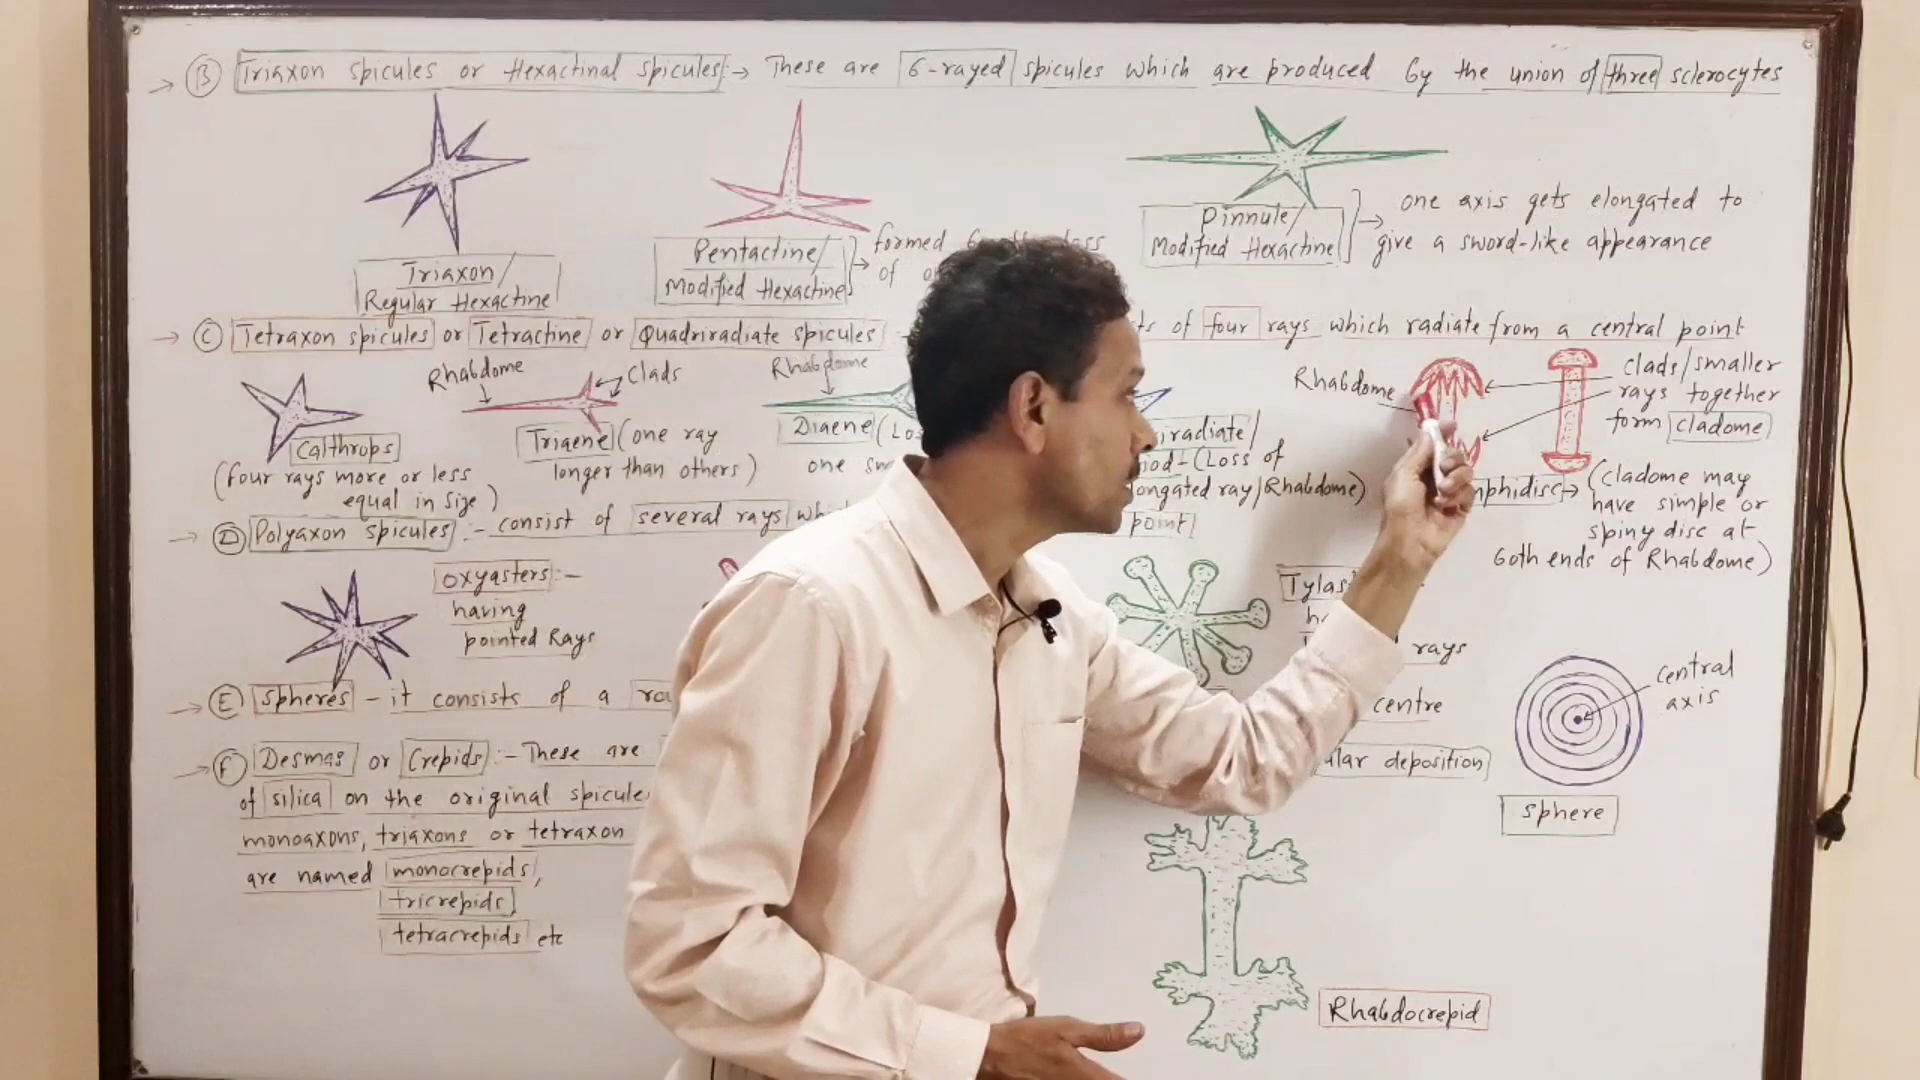 B Triaxon spicules or Hexactinal spicules :→ These are 6-rayed spicules which are produced by the union of three sclerocytes
Triaxon/
Regular Hexactine
Pentactine/
Modified Hexactine
→ formed
of
Pinnule/
Modified Hexactine
→ one axis gets elongated to
give a sword-like appearance
C Tetraxon spicules or Tetractine or Quadriradiate spicules
of four rays which radiate from a central point
Rhabdome
Clads
Calthrops
(four rays more or less
equal in size)
Triaene (one ray
longer than others)
Rhabdome
Diaene
one
(Loss of
Rhabdome)
Rhabdome
clads/smaller
rays together
form cladome
(Cladome may
have simple or
spiny disc at
both ends of Rhabdome)
D Polyaxon spicules :- consist of several rays
point
oxyasters :-
having
pointed Rays
rays
E Spheres - it consists of a
centre
central
axis
sphere
F Desmas or Crepids :- These are
deposition
of silica on the original spicule
monoaxons, triaxons or tetraxon
are named monocrepids,
tricrepids
tetracrepids etc
Rhabdocrepid